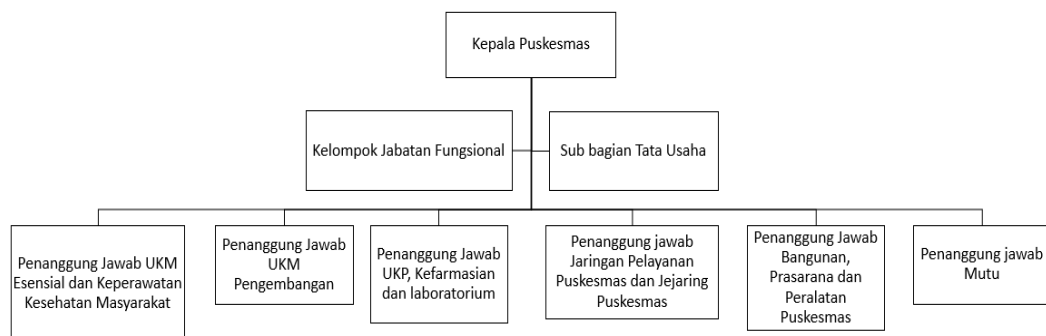 Kepala Puskesmas
Kelompok Jabatan Fungsional
Sub bagian Tata Usaha
Penanggung Jawab UKM
Esensial dan Keperawatan
Kesehatan Masyarakat
Penanggung Jawab
UKM
Pengembangan
Penanggung Jawab
UKP, Kefarmasian
dan laboratorium
Penanggung jawab
Jaringan Pelayanan
Puskesmas dan Jejaring
Puskesmas
Penanggung Jawab
Bangunan,
Prasarana dan
Peralatan
Puskesmas
Penanggung jawab
Mutu